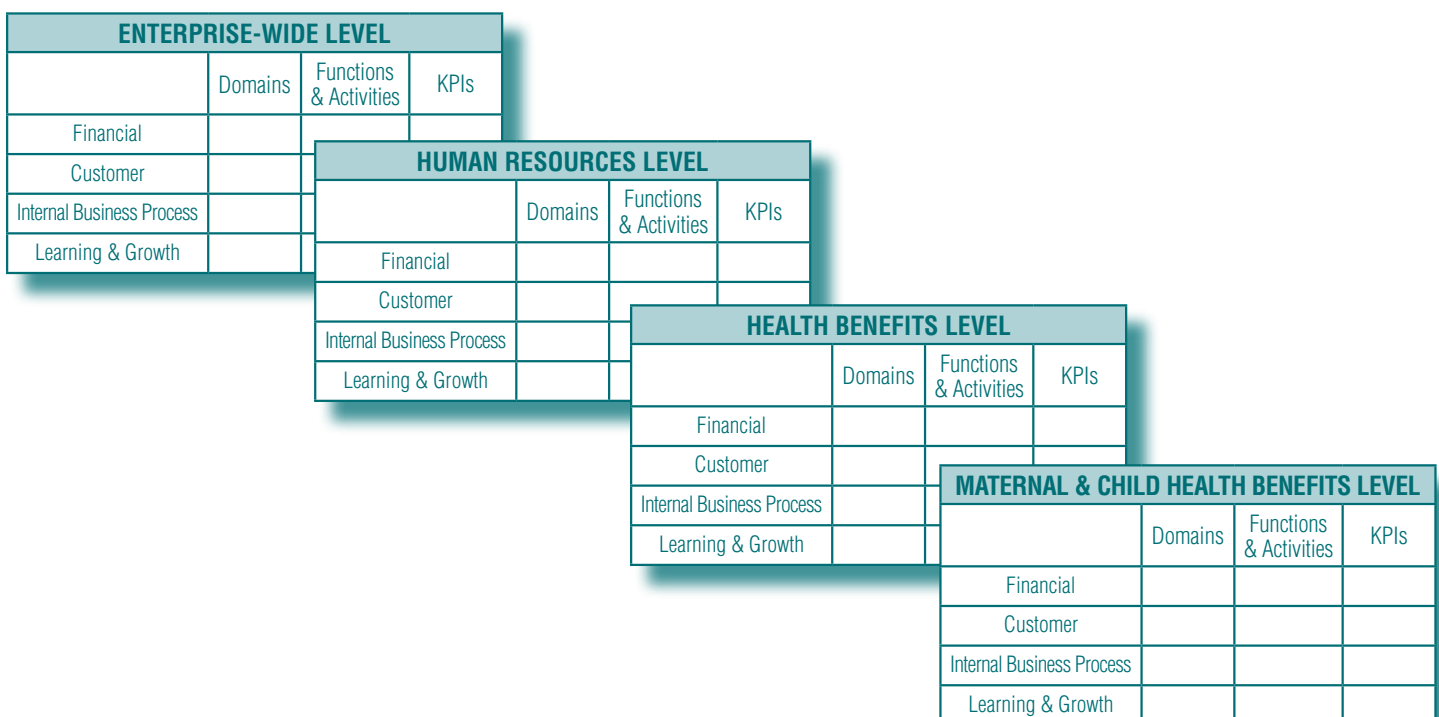 ENTERPRISE-WIDE LEVEL
Domains
Functions
& Activities
KPIs
Financial
Customer
Internal Business Process
Learning & Growth
HUMAN RESOURCES LEVEL
Domains
Functions
& Activities
KPIs
Financial
Customer
Internal Business Process
Learning & Growth
HEALTH BENEFITS LEVEL
Domains
Functions
& Activities
KPIs
Financial
Customer
Internal Business Process
Learning & Growth
MATERNAL & CHILD HEALTH BENEFITS LEVEL
Domains
Functions
& Activities
KPIs
Financial
Customer
Internal Business Process
Learning & Growth